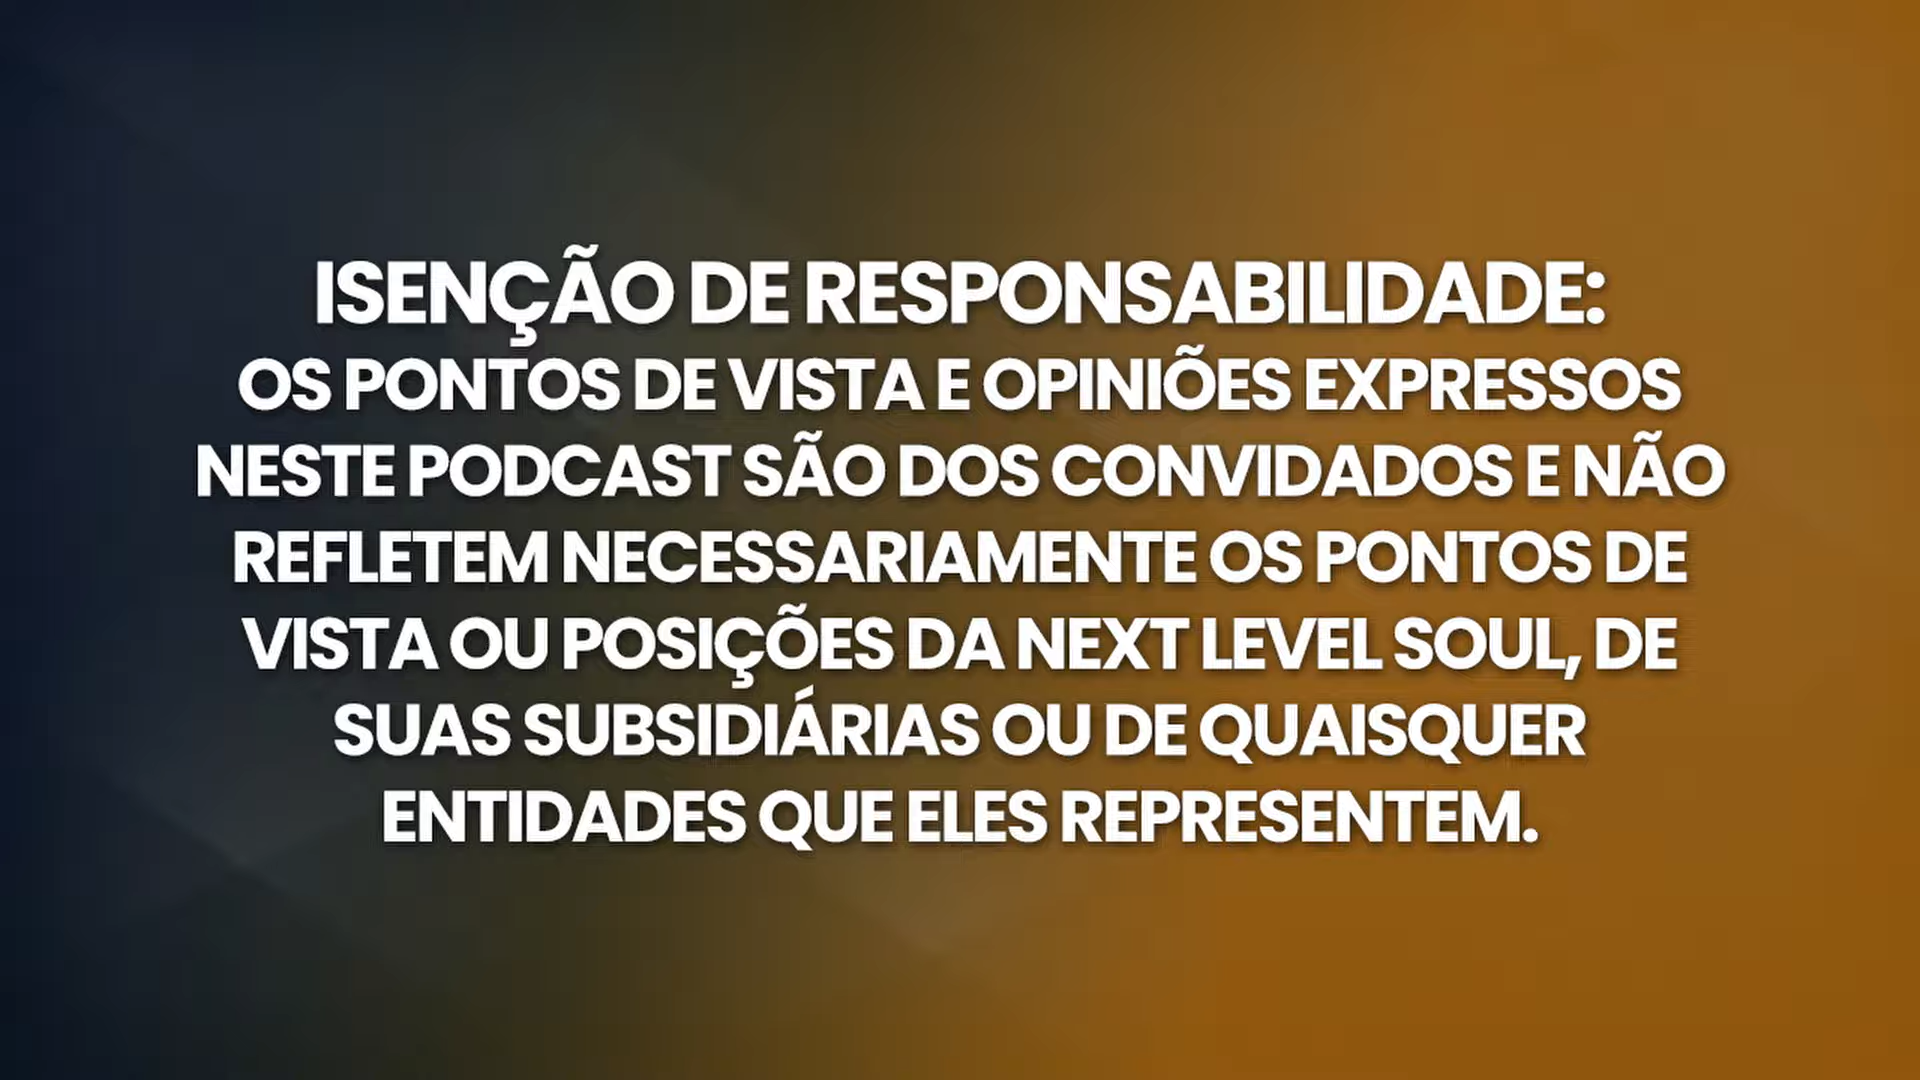 ISENÇÃO DE RESPONSABILIDADE:
OS PONTOS DE VISTA E OPINIÕES EXPRESSOS
NESTE PODCAST SÃO DOS CONVIDADOS E NÃO
REFLETEM NECESSARIAMENTE OS PONTOS DE
VISTA OU POSIÇÕES DA NEXT LEVEL SOUL, DE
SUAS SUBSIDIÁRIAS OU DE QUAISQUER
ENTIDADES QUE ELES REPRESENTEM.